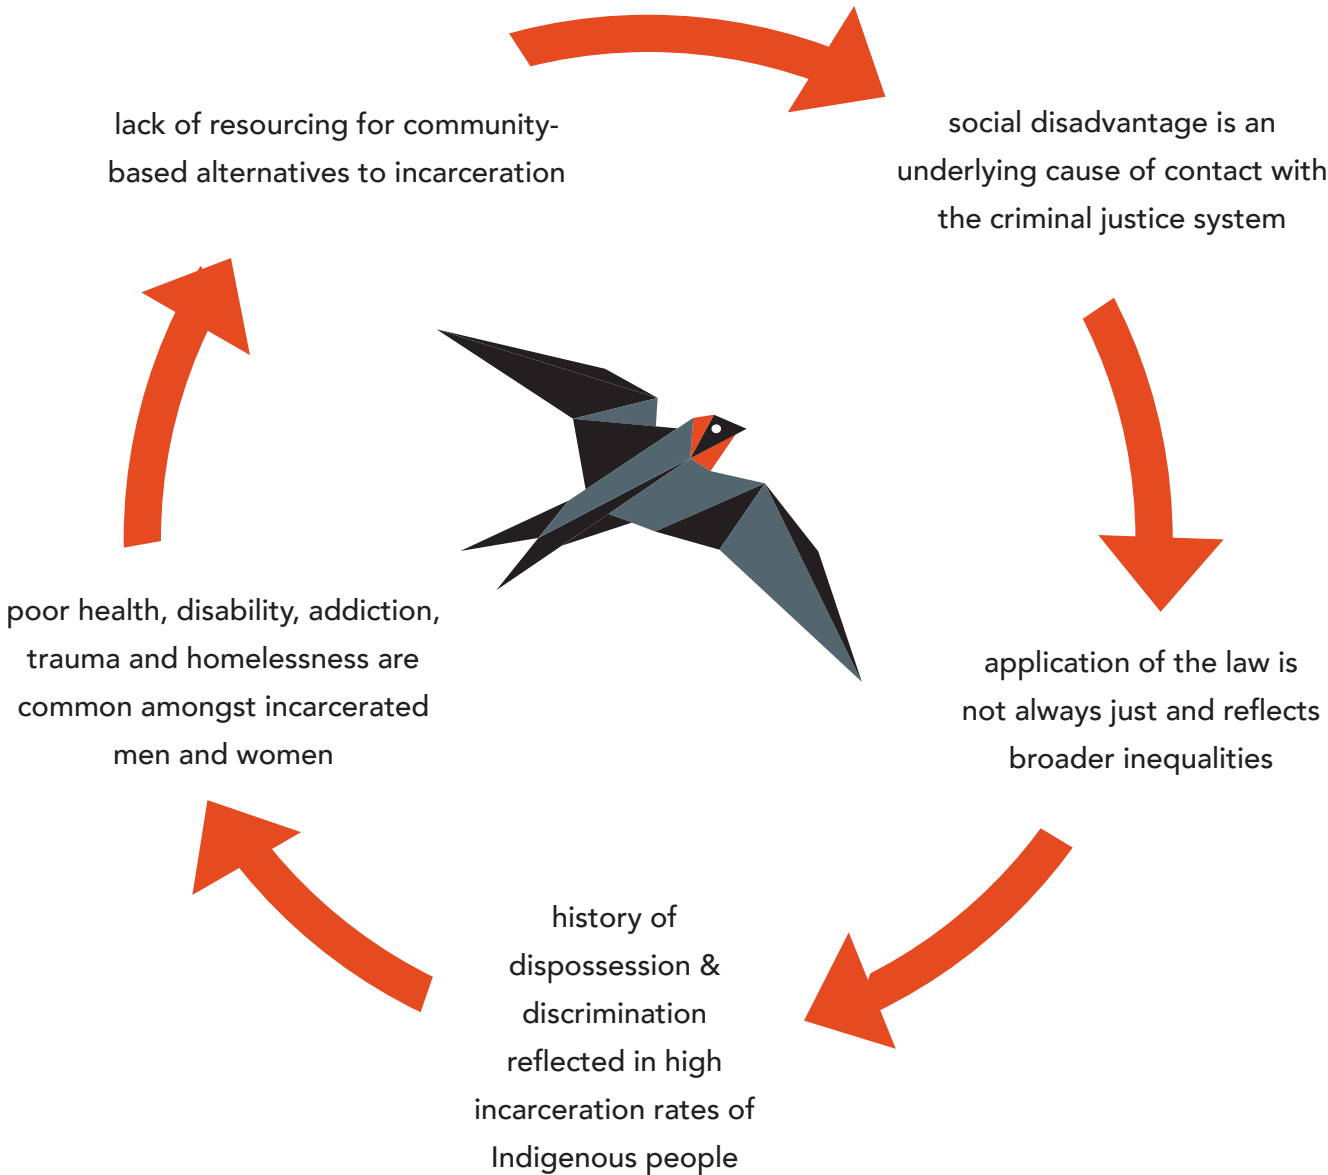 lack of resourcing for community-
based alternatives to incarceration
social disadvantage is an
underlying cause of contact with
the criminal justice system
application of the law is
not always just and reflects
broader inequalities
history of
dispossession &
discrimination
reflected in high
incarceration rates of
Indigenous people
poor health, disability, addiction,
trauma and homelessness are
common amongst incarcerated
men and women